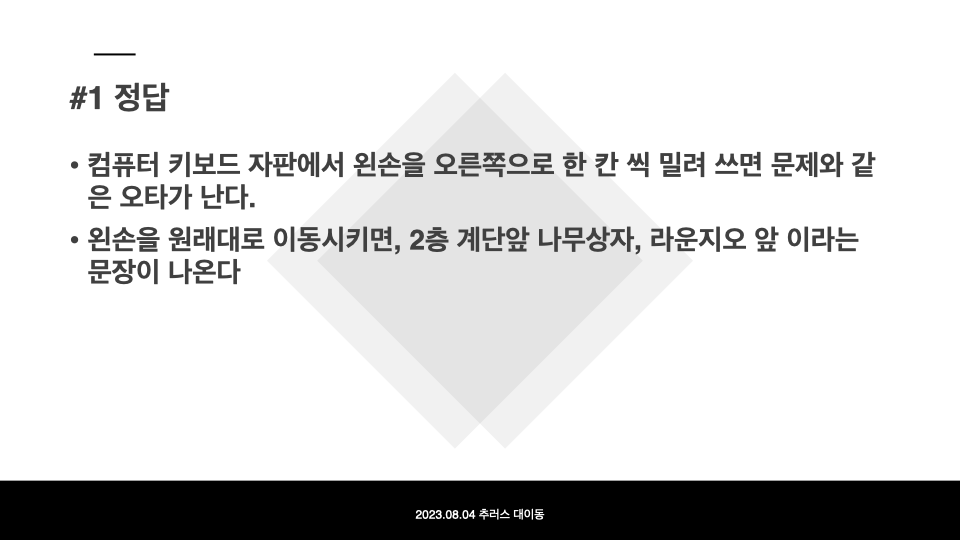 #1 정답
• 컴퓨터 키보드 자판에서 왼손을 오른쪽으로 한 칸 씩 밀려 쓰면 문제와 같
은 오타가 난다.
• 왼손을 원래대로 이동시키면, 2층 계단앞 나무상자, 라운지오 앞 이라는
문장이 나온다
2023.08.04 추러스 대이동